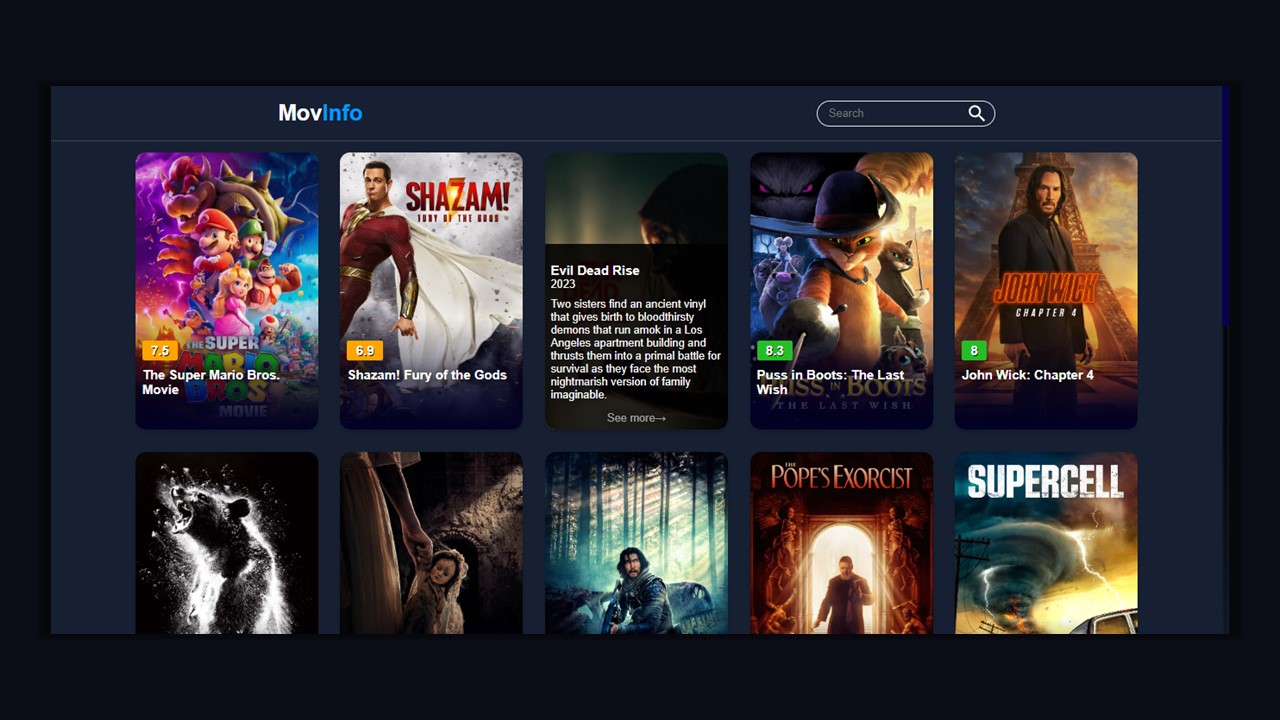 MovInfo
Search
SHAZAM!
FURY OF THE GODS
Evil Dead Rise
2023
Two sisters find an ancient vinyl
that gives birth to bloodthirsty
demons that run amok in a Los
Angeles apartment building and
thrusts them into a primal battle for
survival as they face the most
nightmarish version of family
imaginable.
See more→
JOHN WICK
CHAPTER 4
7.5
THE SUPER
MARIO
BROS.
MOVIE
The Super Mario Bros.
Movie
6.9
Shazam! Fury of the Gods
8.3
Puss in Boots: The Last
Wish
PUSS IN BOOTS
THE LAST WISH
8
John Wick: Chapter 4
THE
POPE'S EXORCIST
SUPERCELL